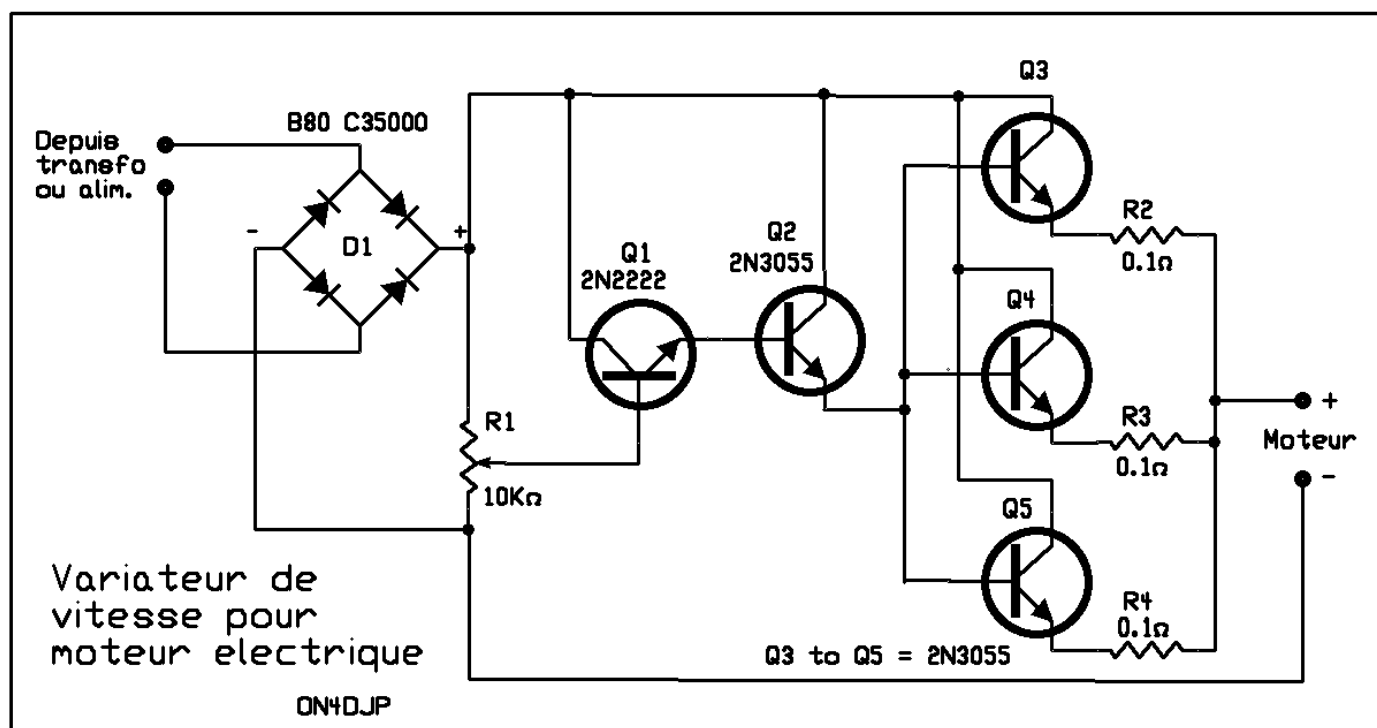 Q3
B80 C35000
Depuis
transfo
ou alim.
-
+
D1
Q1
2N2222
Q2
2N3055
R2
0.1Ω
Q4
R1
10KΩ
R3
0.1Ω
+
Moteur
-
Q5
R4
0.1Ω
Variateur de
vitesse pour
moteur electrique
Q3 to Q5 = 2N3055
ON4DJP